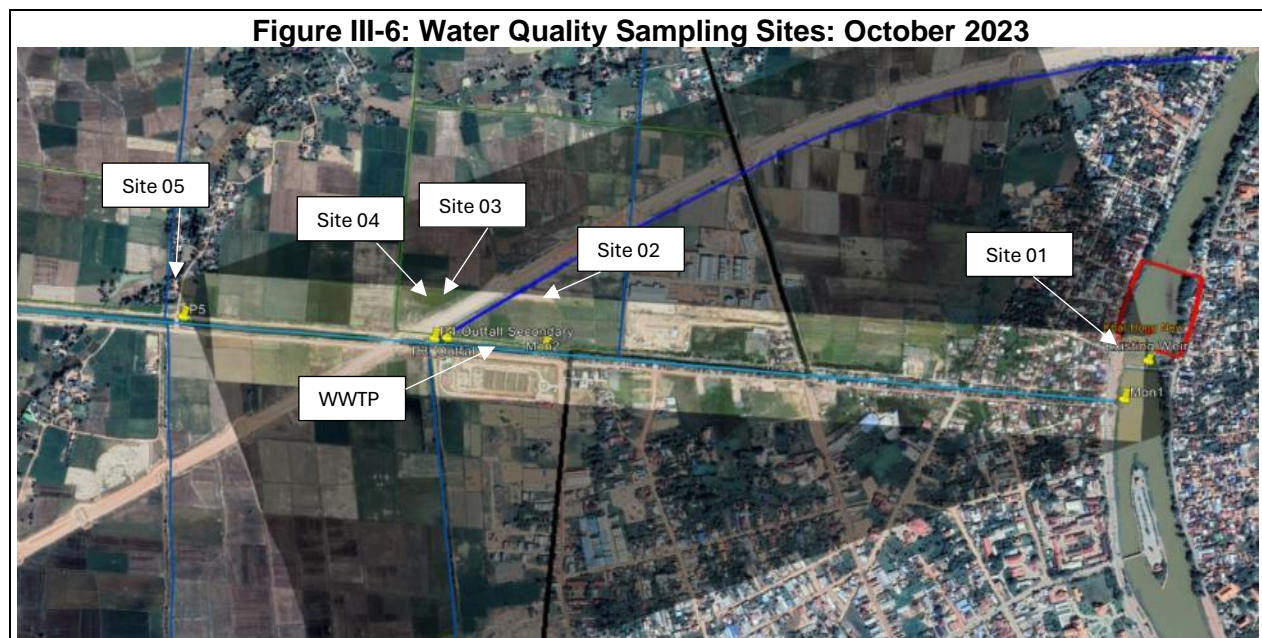 Figure III-6: Water Quality Sampling Sites: October 2023
Site 05
Site 04
Site 03
Site 02
Site 01
P5
P4 Outfall Secondary
Mon2
Existing Weir
Mon1
WWTP